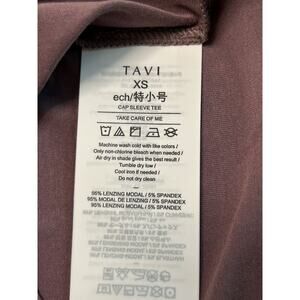 TAVI
XS
ech/特小号
CAP SLEEVE TEE
TAKE CARE OF ME
Machine wash cold with like colors /
Only non-chlorine bleach when needed /
Air dry in shade gives the best result /
Tumble dry low /
Cool iron if needed /
Do not dry clean
95% LENZING MODAL / 5% SPANDEX
95% MODAL DE LENZING / 5% SPANDEX
95% LENZING MODAL / 5% SPANDEX